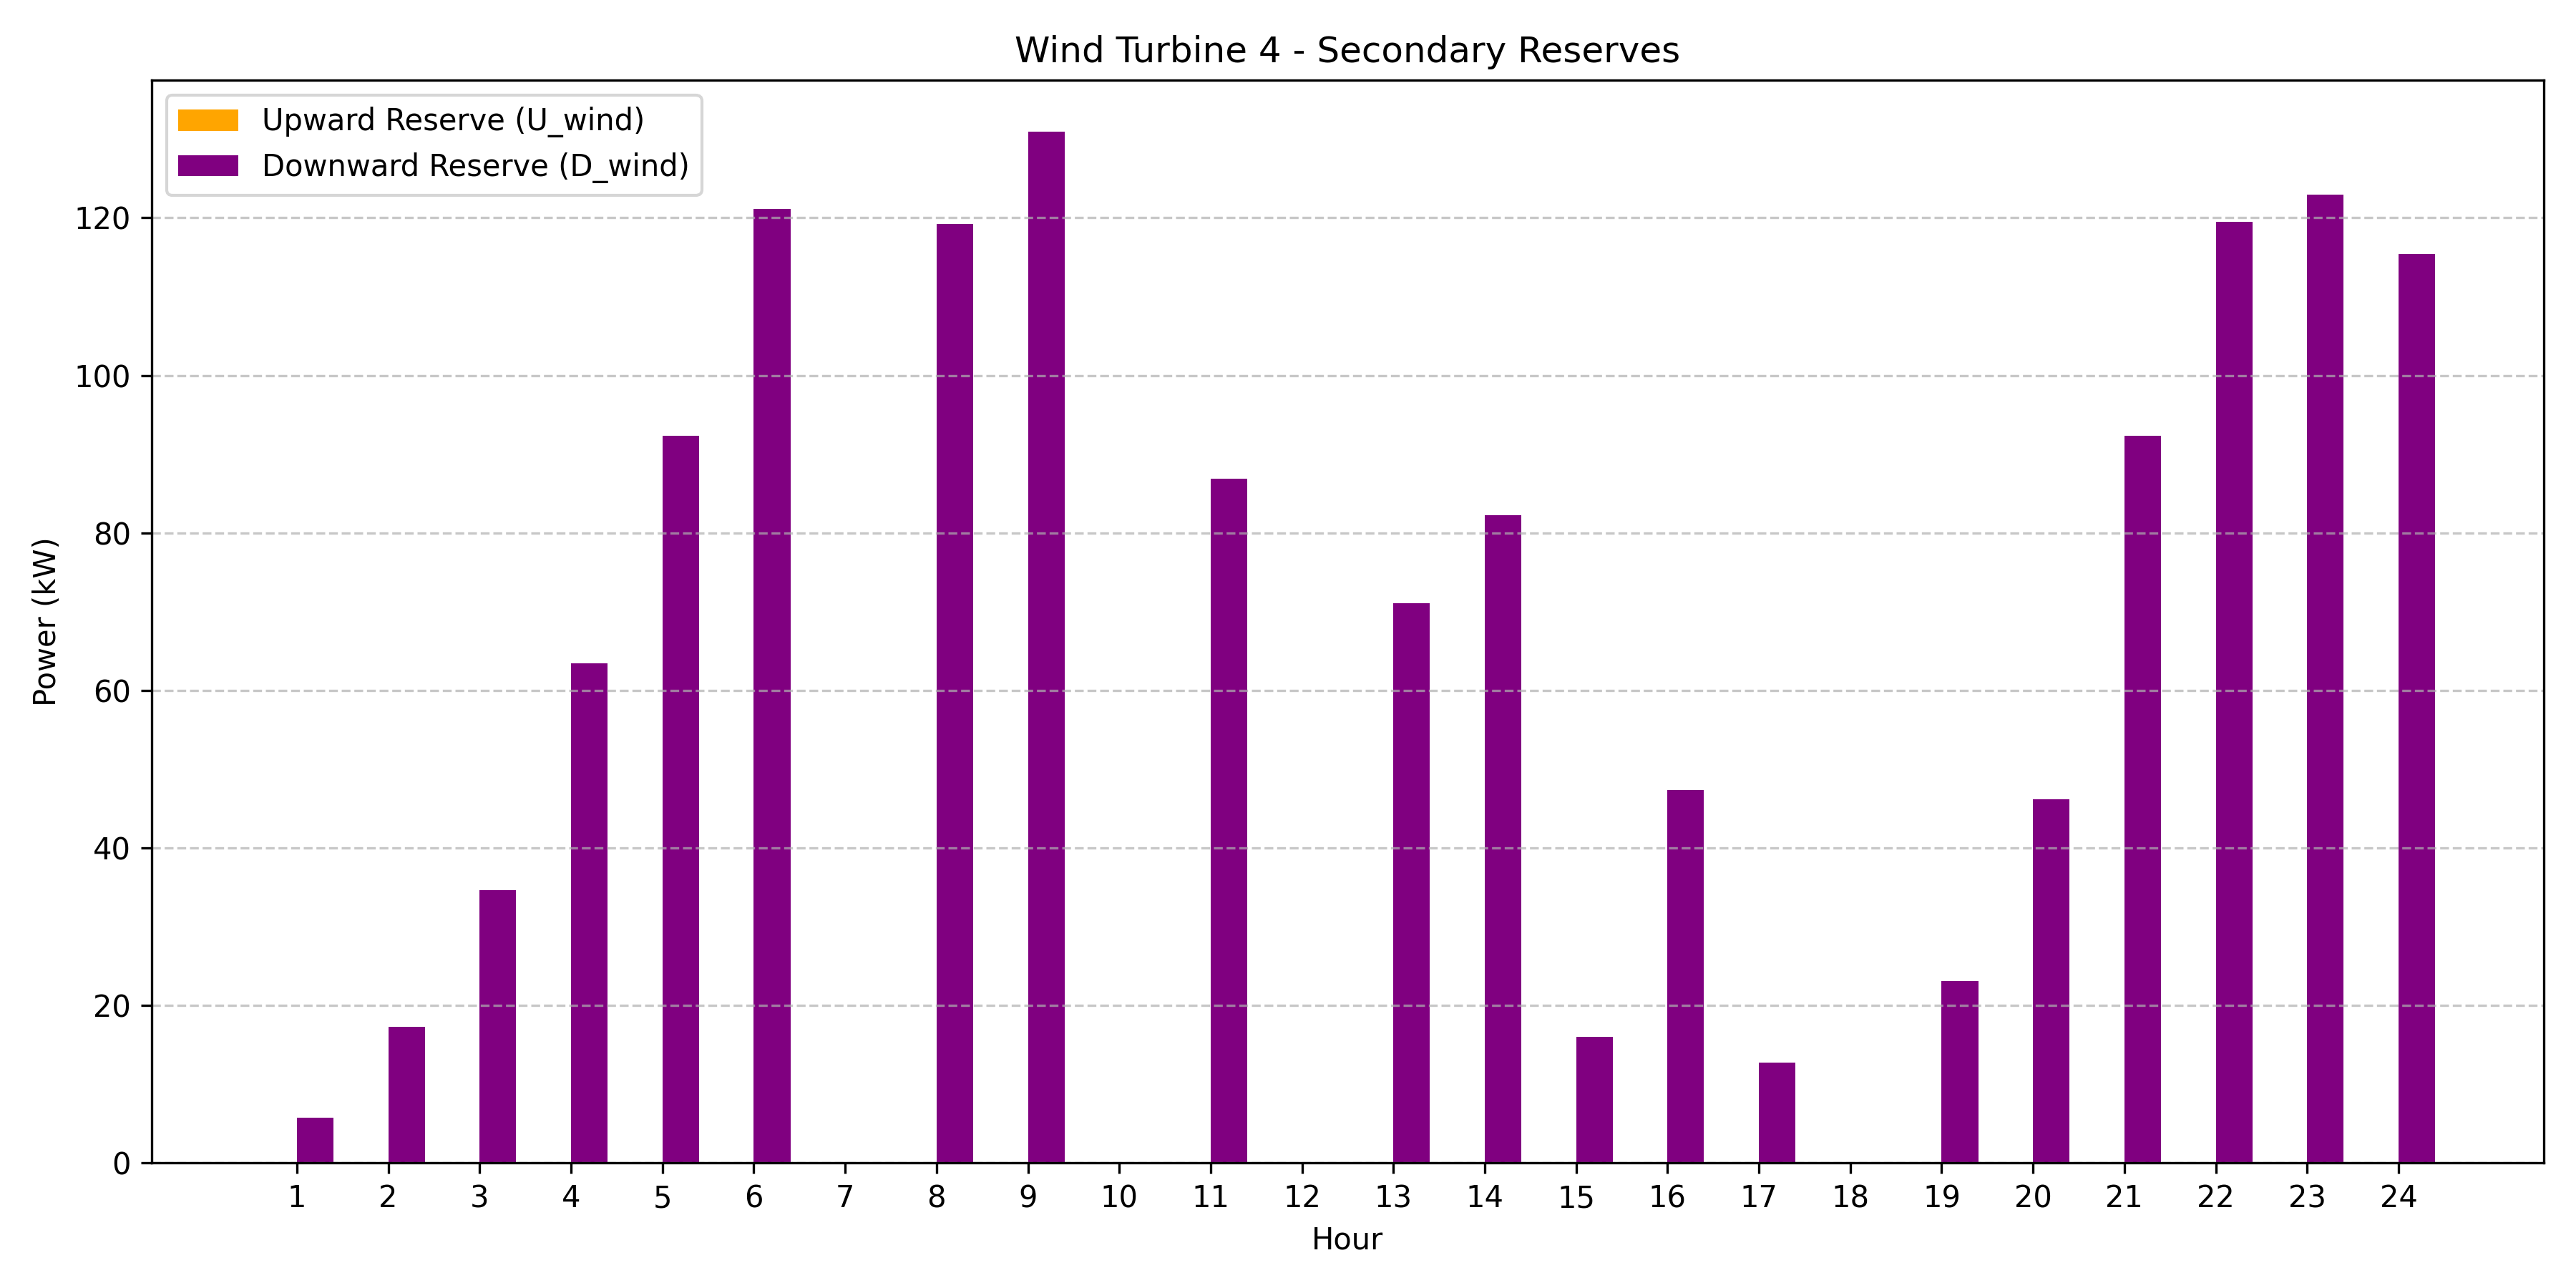 Wind Turbine 4 - Secondary Reserves
Upward Reserve (U_wind)
Downward Reserve (D_wind)
120
100
80
60
40
20
0
Power (kW)
1 2 3 4 5 6 7 8 9 10 11 12 13 14 15 16 17 18 19 20 21 22 23 24
Hour